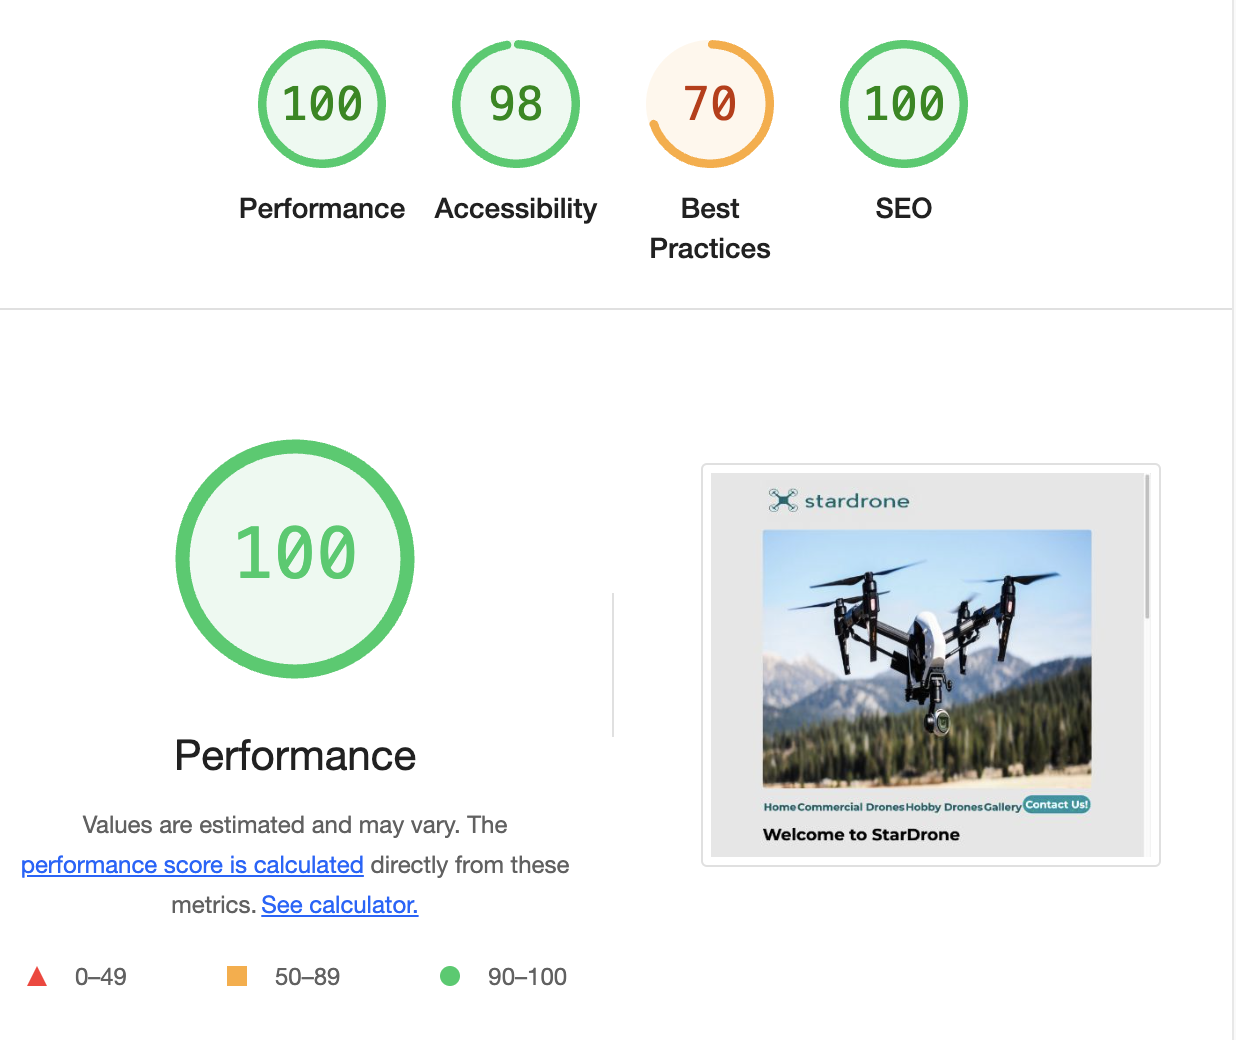 100
98
70
100
Performance
Accessibility
Best
Practices
SEO
100
Performance
Values are estimated and may vary. The
performance score is calculated directly from these
metrics. See calculator.
0–49
50–89
90–100
stardrone
Home Commercial Drones Hobby Drones Gallery Contact Us!
Welcome to StarDrone